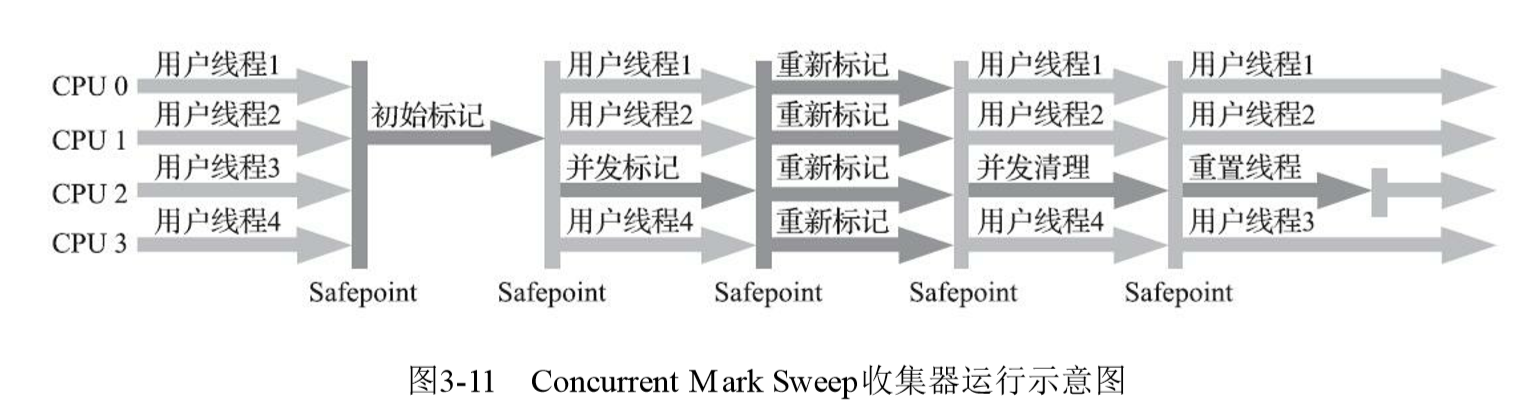 用户线程1 用户线程1 重新标记 用户线程1 用户线程1
CPU 0
用户线程2 初始标记 用户线程2 重新标记 用户线程2 用户线程2
CPU 1
用户线程3 并发标记 重新标记 并发清理 重置线程
CPU 2
用户线程4 用户线程4 重新标记 用户线程4 用户线程3
CPU 3
Safepoint Safepoint Safepoint Safepoint Safepoint
图3-11 Concurrent Mark Sweep收集器运行示意图